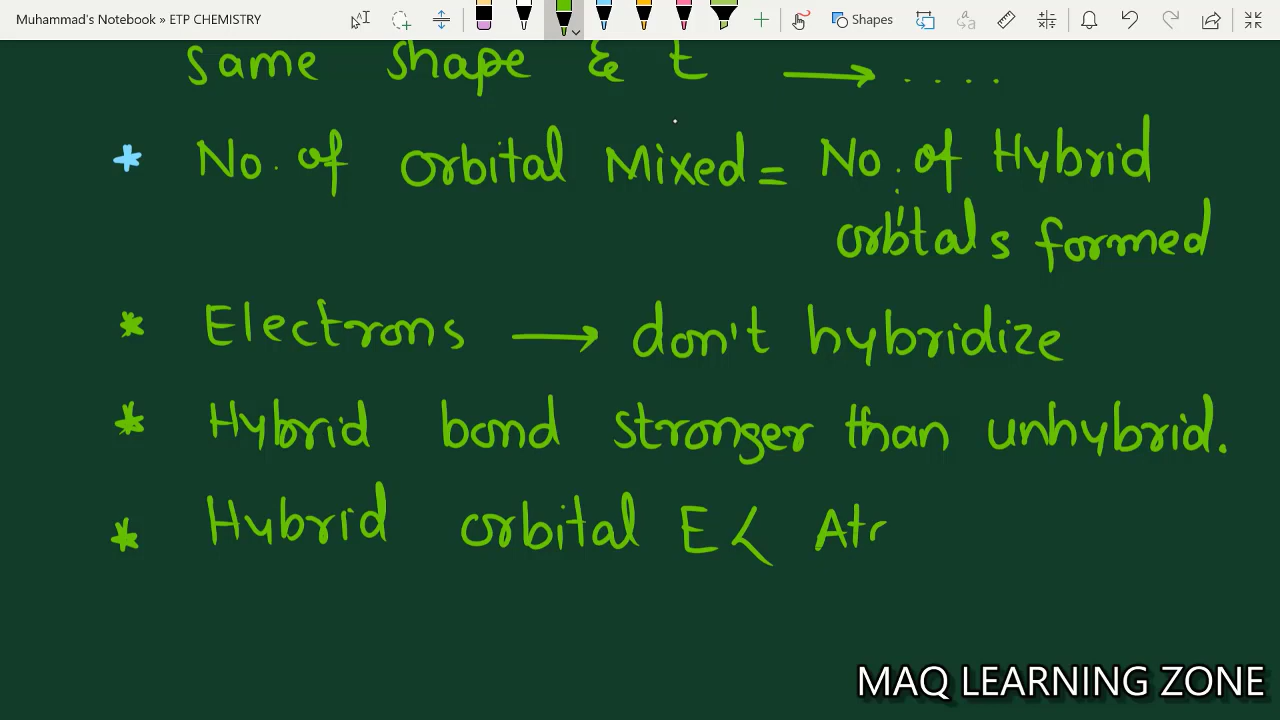 Muhammad's Notebook » ETP CHEMISTRY
Shapes
same shape & t → ....
* No. of orbital Mixed = No. of Hybrid
orbitals formed
* Electrons → don't hybridize
* Hybrid bond stronger than unhybrid.
* Hybrid orbital E < Ato
MAQ LEARNING ZONE